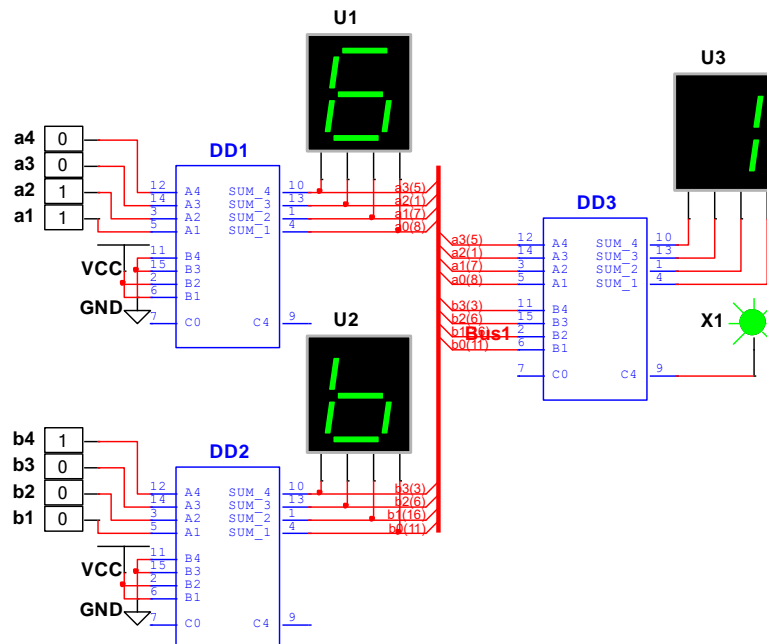 U1
6
U3
1
a4 0
a3 0
a2 1
a1 1
DD1
12 A4 SUM_4 10 a3(5)
14 A3 SUM_3 13 a2(1)
3 A2 SUM_2 1 a1(7)
5 A1 SUM_1 4 a0(8)
11 B4
15 B3
2 B2
6 B1
7 C0 C4 9
VCC
GND
DD3
a3(5) 12 A4 SUM_4 10
a2(1) 14 A3 SUM_3 13
a1(7) 3 A2 SUM_2 1
a0(8) 5 A1 SUM_1 4
b3(3) 11 B4
b2(6) 15 B3
b1(16) 2 B2
b0(11) 6 B1
7 C0 C4 9
Bus1
X1
U2
b
b4 1
b3 0
b2 0
b1 0
DD2
12 A4 SUM_4 10 b3(3)
14 A3 SUM_3 13 b2(6)
3 A2 SUM_2 1 b1(16)
5 A1 SUM_1 4 b0(11)
11 B4
15 B3
2 B2
6 B1
7 C0 C4 9
VCC
GND